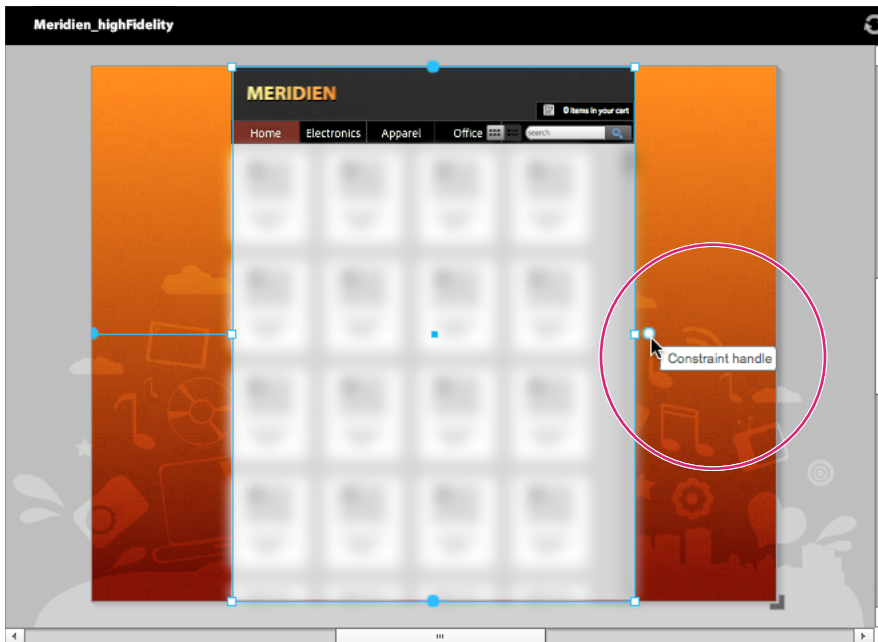 Meridien_highFidelity
MERIDIEN
0 items in your cart
Home Electronics Apparel Office search
Constraint handle